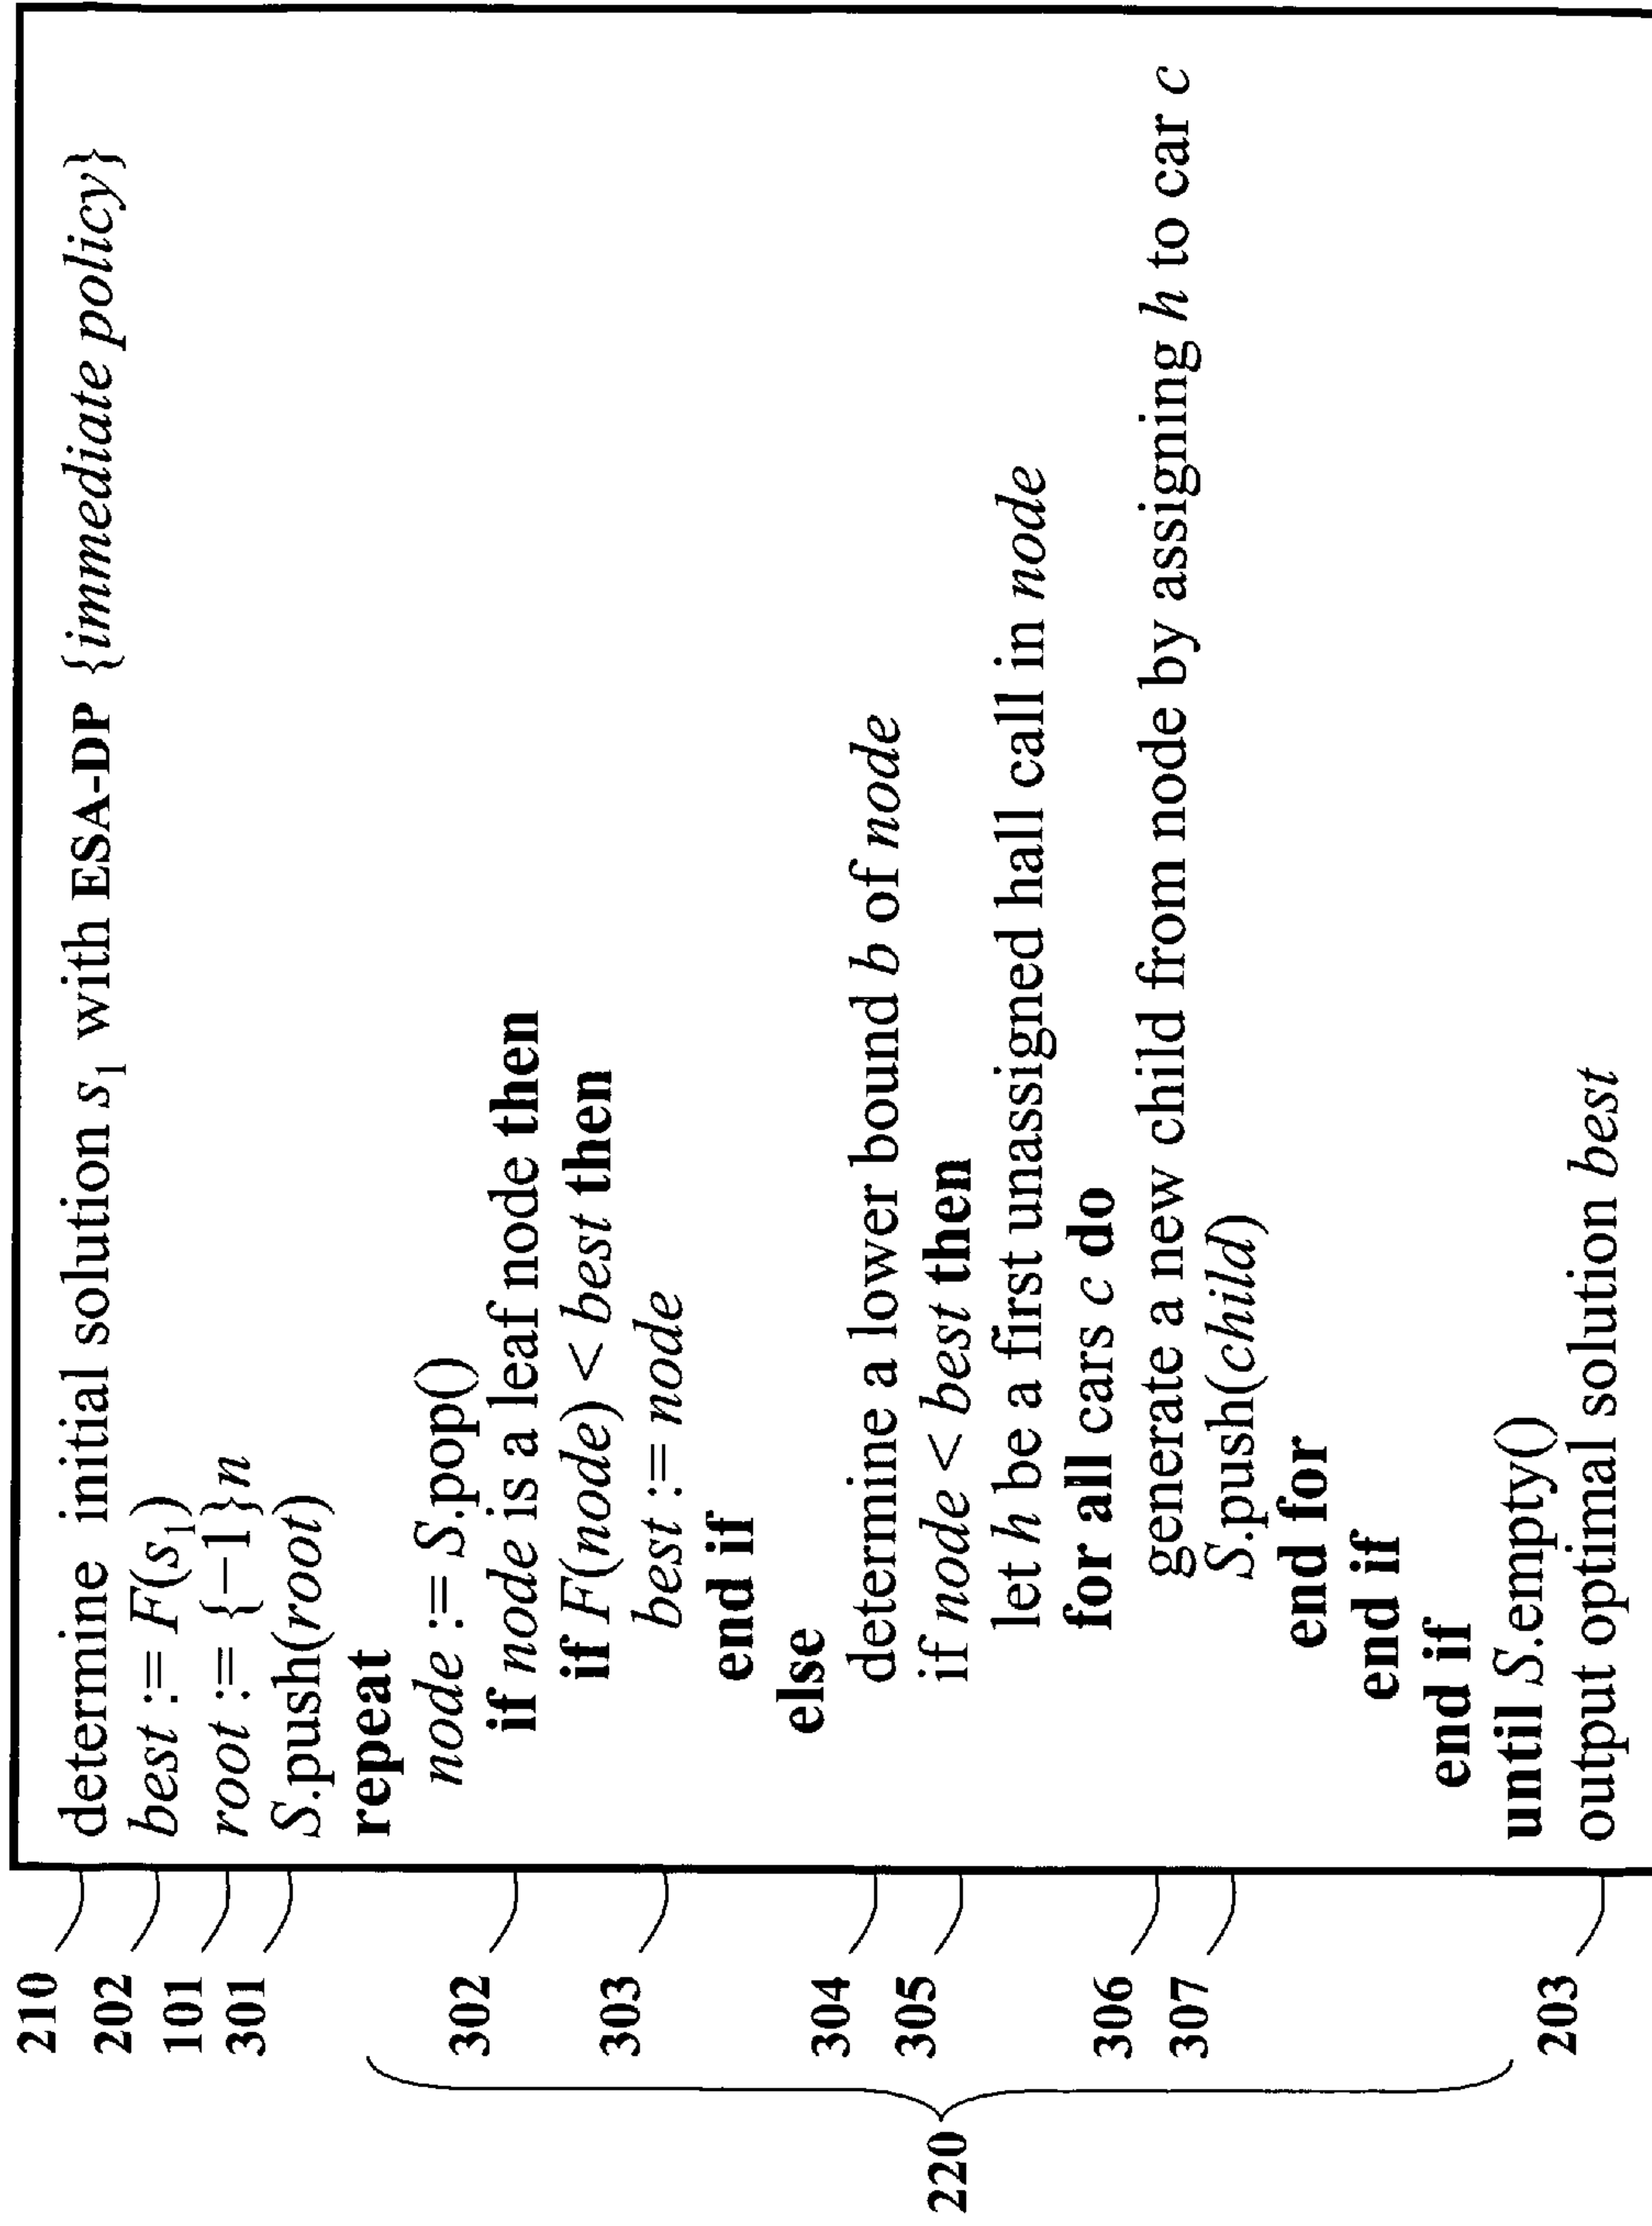 210 determine initial solution s₁ with ESA-DP {immediate policy}
202 best := F(s₁)
101 root := {−1}n
301 S.push(root)
repeat
node := S.pop()
302 if node is a leaf node then
if F(node) < best then
303 best := node
end if
else
304 determine a lower bound b of node
305 if node < best then
let h be a first unassigned hall call in node
for all cars c do
306 generate a new child from node by assigning h to car c
307 S.push(child)
end for
end if
end if
until S.empty()
203 output optimal solution best
220